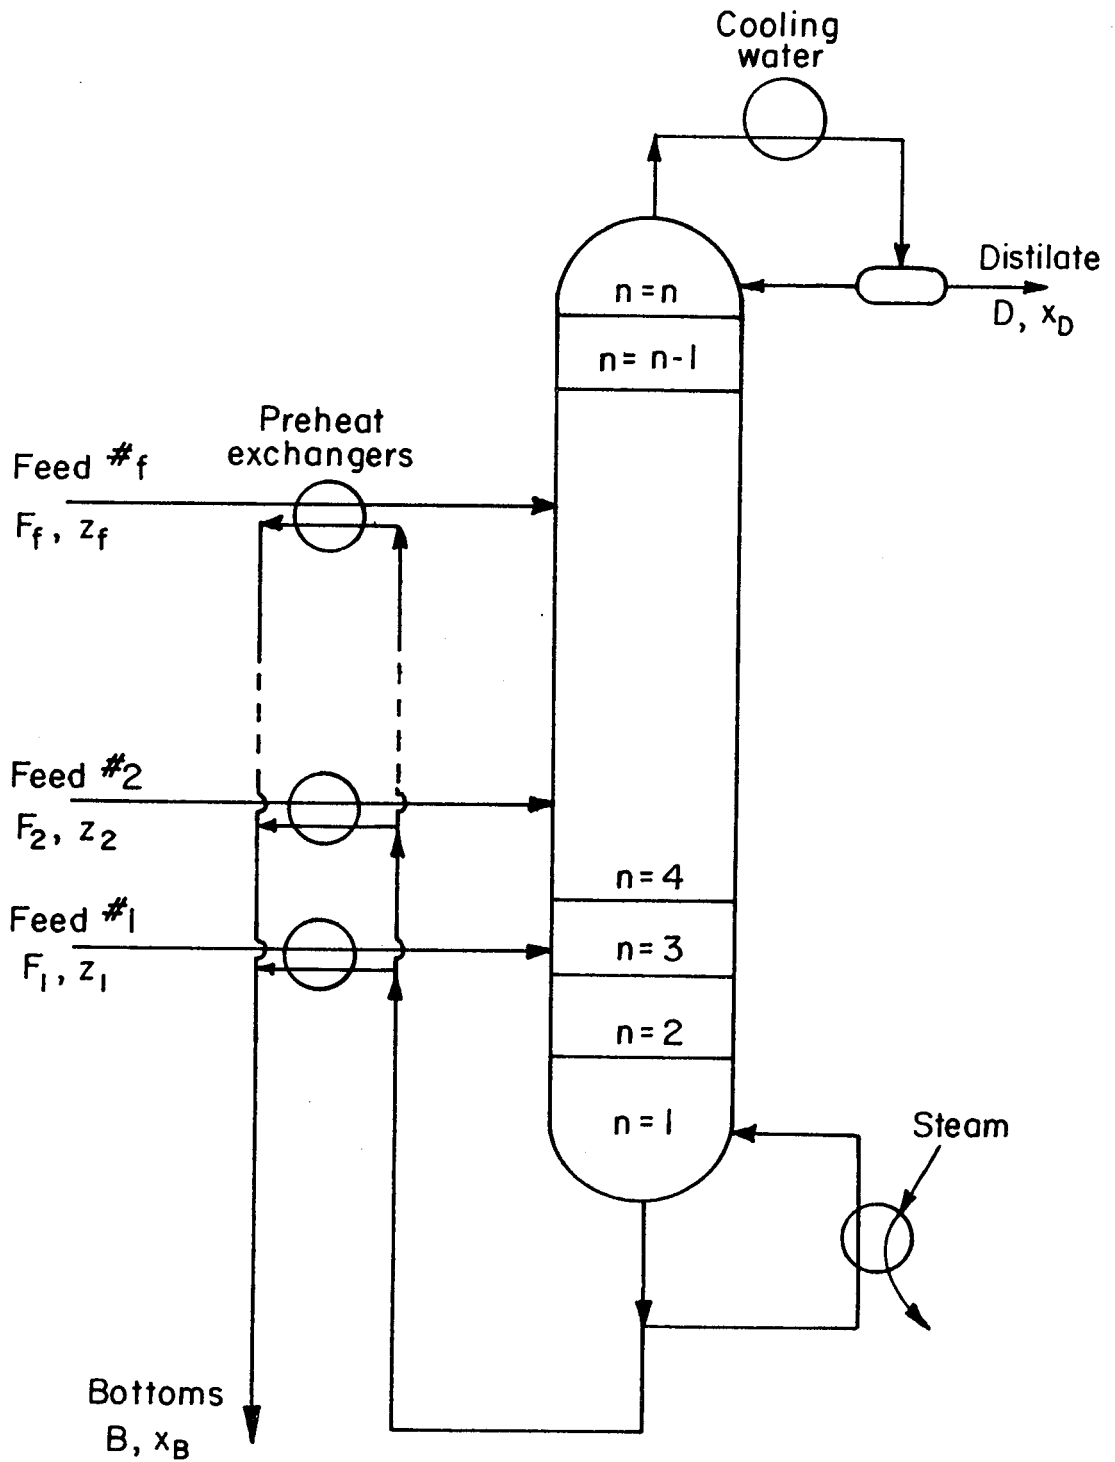 Cooling
water
Distilate
D, x_D
n = n
n = n-1
Preheat
exchangers
Feed #f
F_f, z_f
Feed #2
F_2, z_2
n = 4
Feed #1
F_1, z_1
n = 3
n = 2
n = 1
Steam
Bottoms
B, x_B